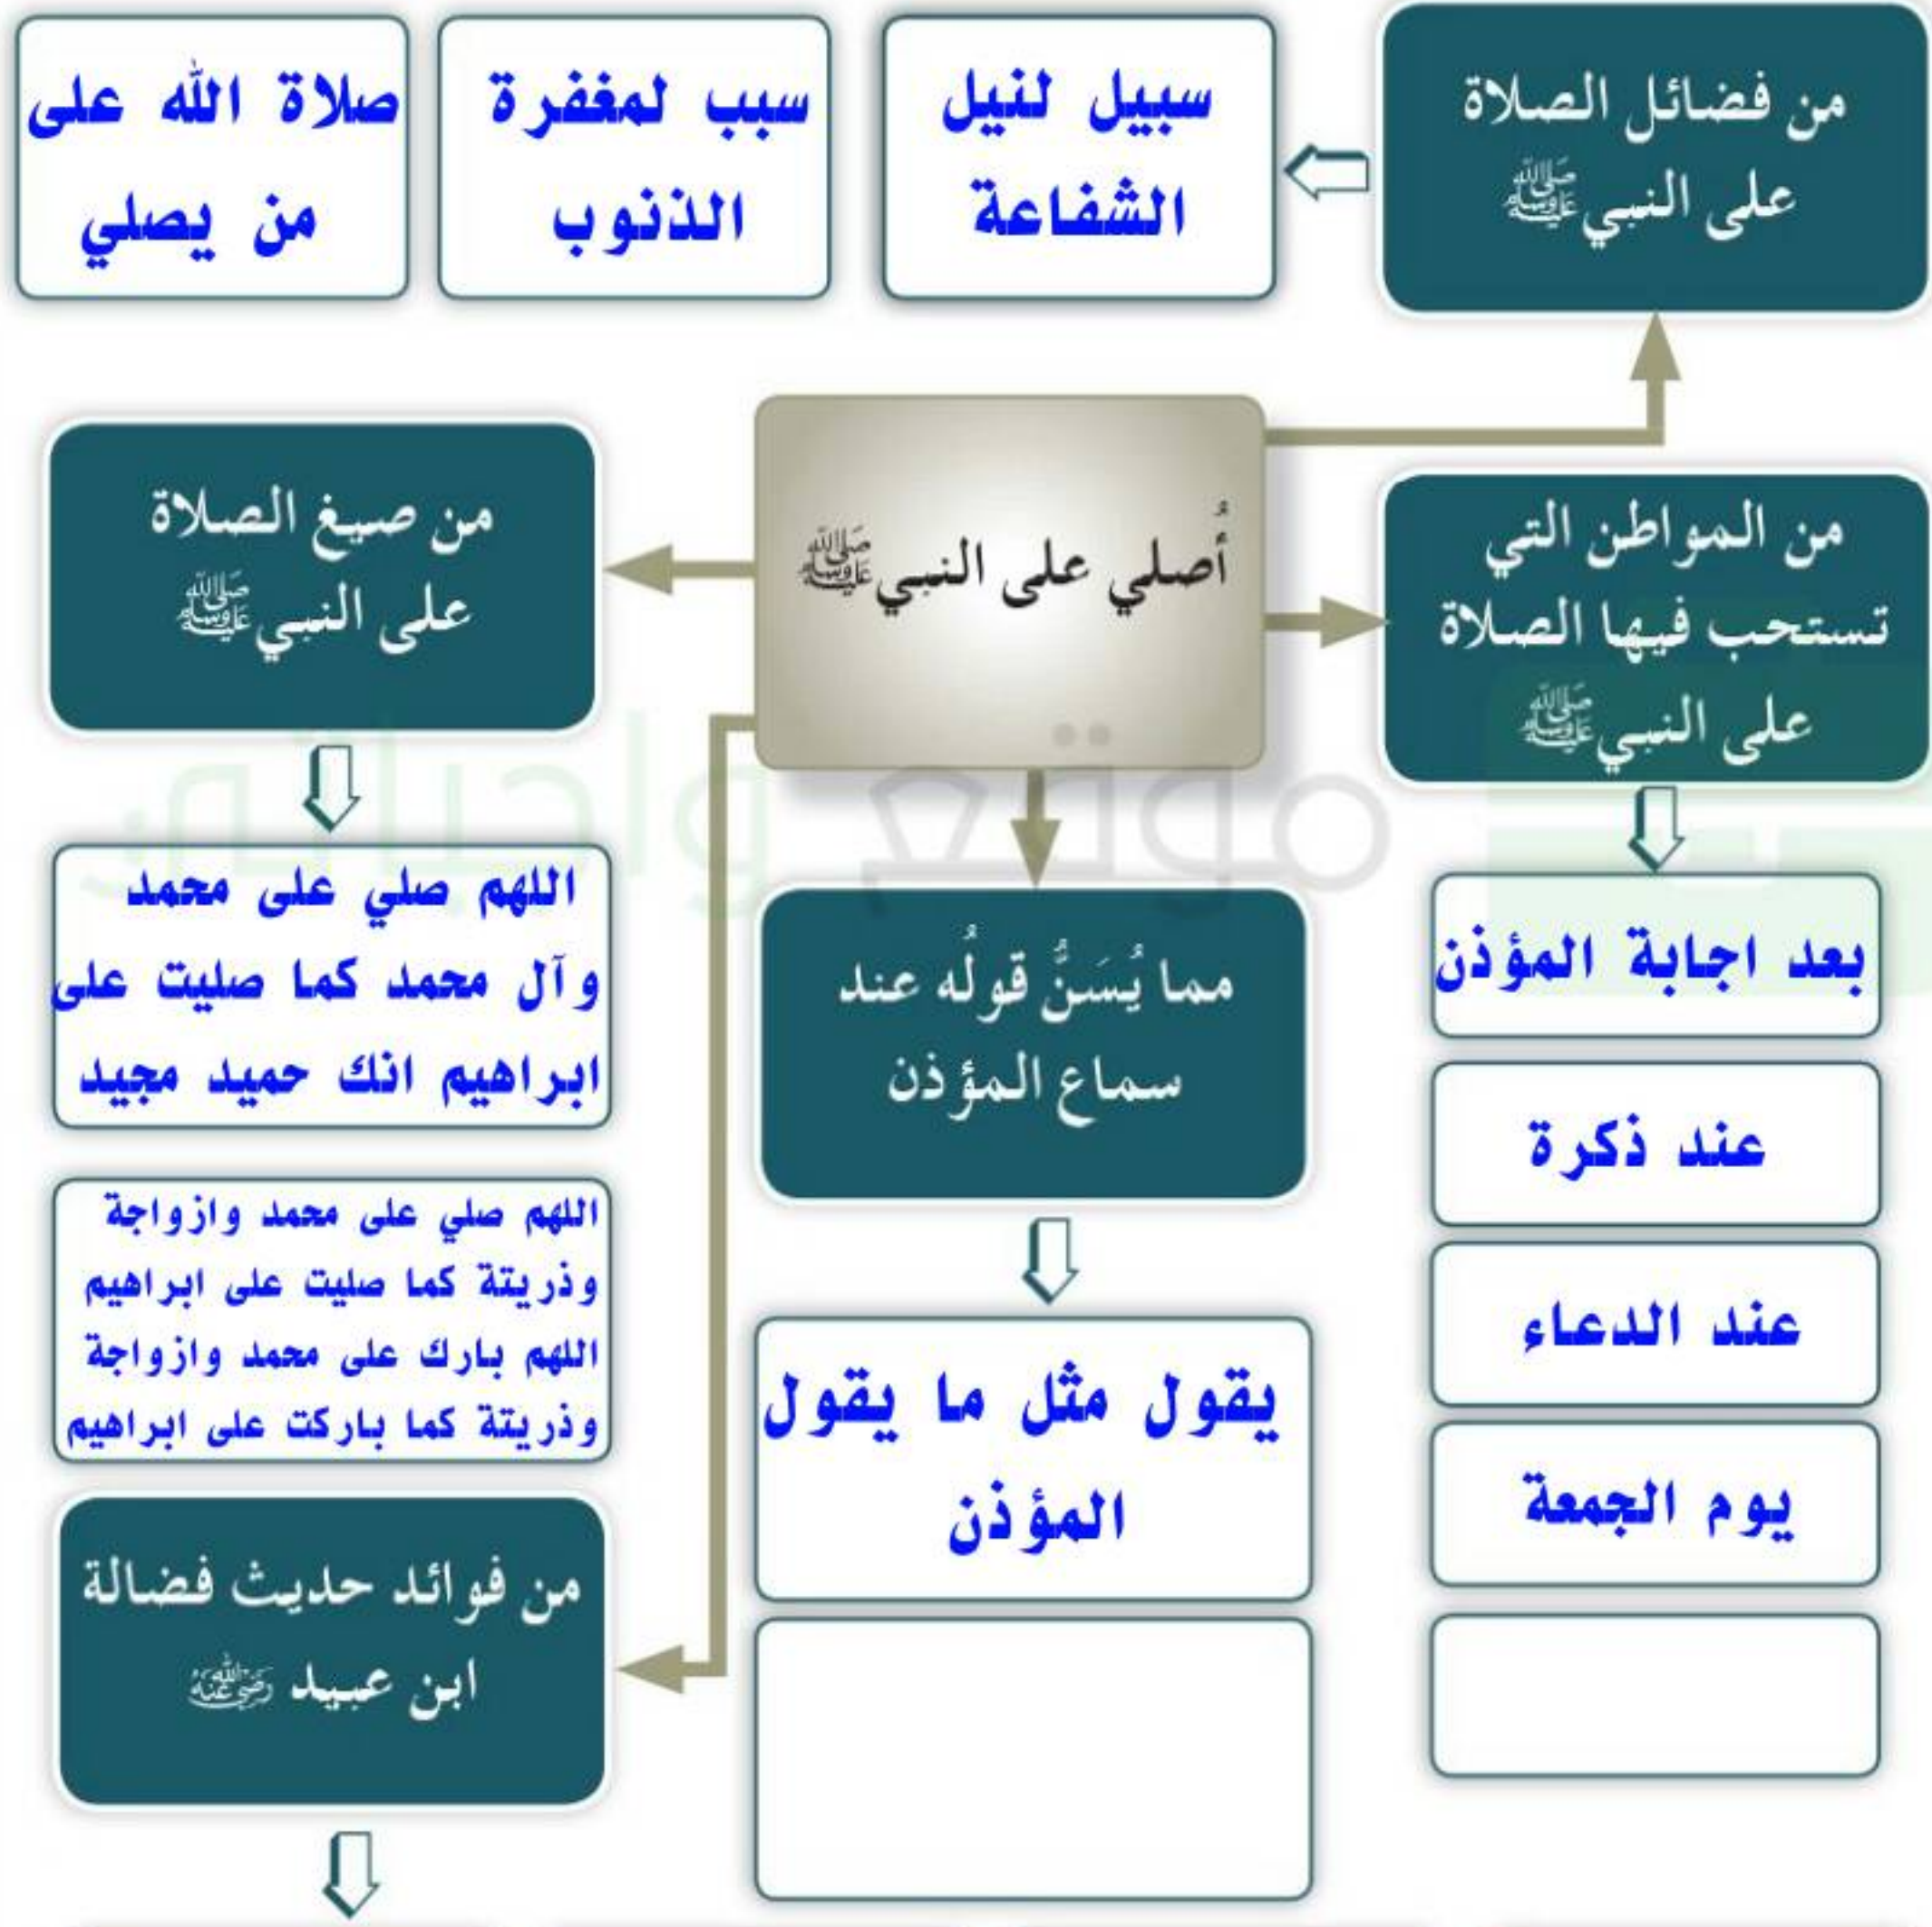 من فضائل الصلاة
على النبي ﷺ
سبيل لنيل
الشفاعة
سبب لمغفرة
الذنوب
صلاة الله على
من يصلي
أُصلي على النبي ﷺ
من المواطن التي
تستحب فيها الصلاة
على النبي ﷺ
بعد اجابة المؤذن
عند ذكرة
عند الدعاء
يوم الجمعة
مما يُسَنُّ قولُه عند
سماع المؤذن
يقول مثل ما يقول
المؤذن
من صيغ الصلاة
على النبي ﷺ
اللهم صلي على محمد
وآل محمد كما صليت على
ابراهيم انك حميد مجيد
اللهم صلي على محمد وازواجة
وذريتة كما صليت على ابراهيم
اللهم بارك على محمد وازواجة
وذريتة كما باركت على ابراهيم
من فوائد حديث فضالة
ابن عبيد رضي الله عنه
موقع واجباتي